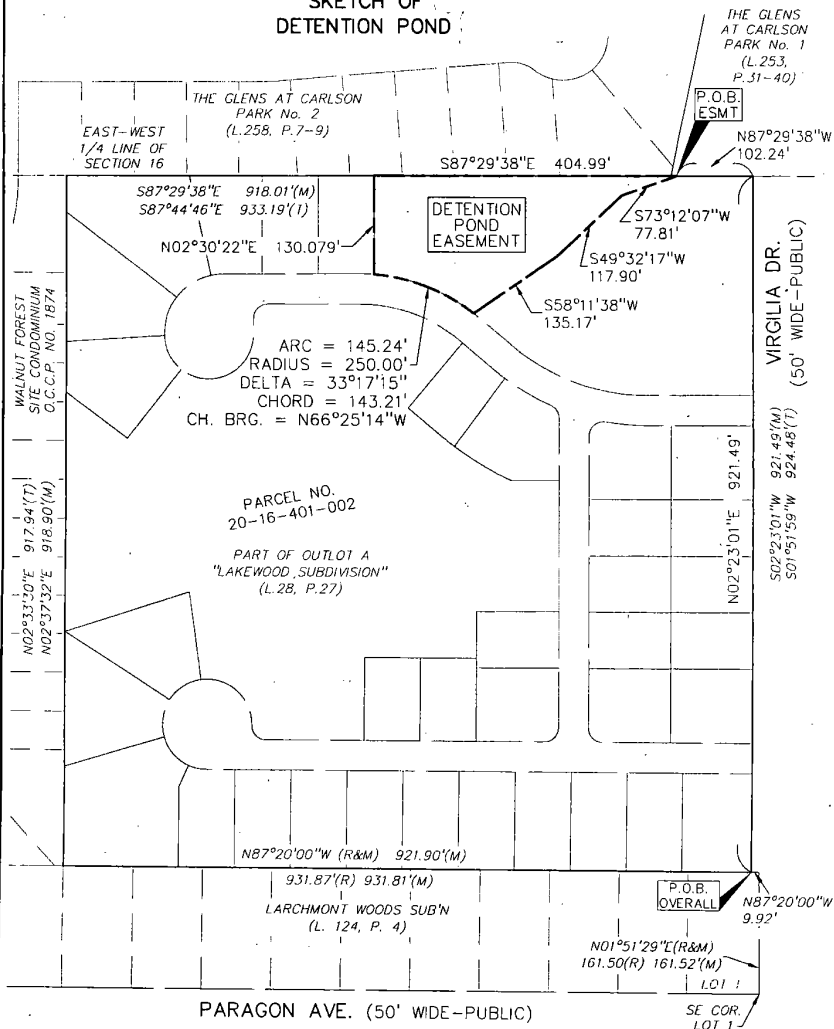 SKETCH OF
DETENTION POND
THE GLENS
AT CARLSON
PARK No. 1
(L.253,
P.31-40)
THE GLENS AT CARLSON
PARK No. 2
(L.258, P.7-9)
P.O.B.
ESMT
EAST-WEST
1/4 LINE OF
SECTION 16
N87°29'38"W
102.24'
S87°29'38"E 404.99'
S87°29'38"E 918.01'(M)
S87°44'46"E 933.19'(T)
DETENTION
POND
EASEMENT
S73°12'07"W
77.81'
N02°30'22"E 130.079'
S49°32'17"W
117.90'
S58°11'38"W
135.17'
VIRGILIA DR.
(50' WIDE-PUBLIC)
WALNUT FOREST
SITE CONDOMINIUM
O.C.C.P. NO. 1874
ARC = 145.24'
RADIUS = 250.00'
DELTA = 33°17'15"
CHORD = 143.21'
CH. BRG. = N66°25'14"W
S02°23'01"W 921.49'(M)
S01°51'59"W 924.48'(T)
N02°23'01"E 921.49'
PARCEL NO.
20-16-401-002
PART OF OUTLOT A
"LAKEWOOD SUBDIVISION"
(L.28, P.27)
N02°33'30"E 917.94'(T)
N02°37'32"E 918.90'(M)
N87°20'00"W (R&M) 921.90'(M)
931.87'(R) 931.81'(M)
LARCHMONT WOODS SUB'N
(L. 124, P. 4)
P.O.B.
OVERALL
N87°20'00"W
9.92'
N01°51'29"E(R&M)
161.50(R) 161.52'(M)
LOT 1
PARAGON AVE. (50' WIDE-PUBLIC)
SE COR.
LOT 1